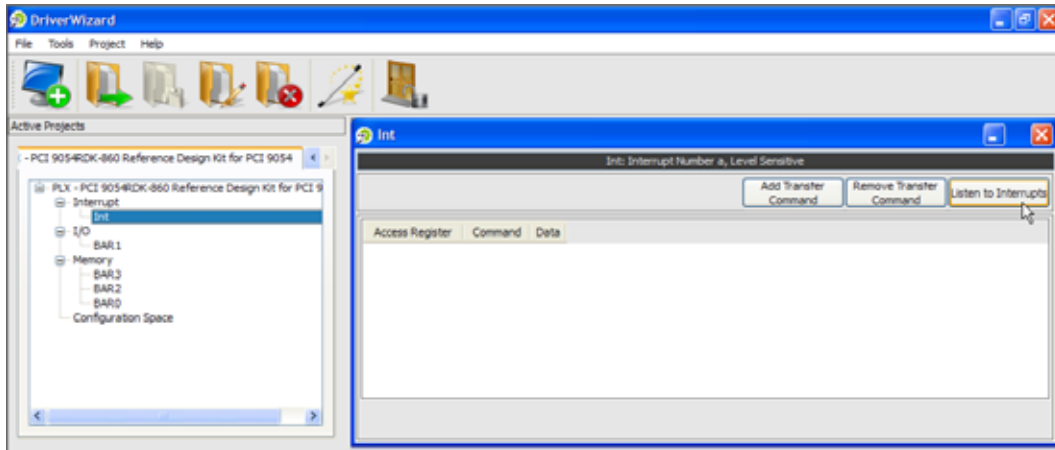 DriverWizard
File Tools Project Help
Active Projects
- PCI 9054RDK-860 Reference Design Kit for PCI 9054
PLX - PCI 9054RDK-860 Reference Design Kit for PCI 9
Interrupt
Int
I/O
BAR1
Memory
BAR3
BAR2
BAR0
Configuration Space
Int
Int: Interrupt Number a, Level Sensitive
Add Transfer
Command
Remove Transfer
Command
Listen to Interrupts
Access Register Command Data